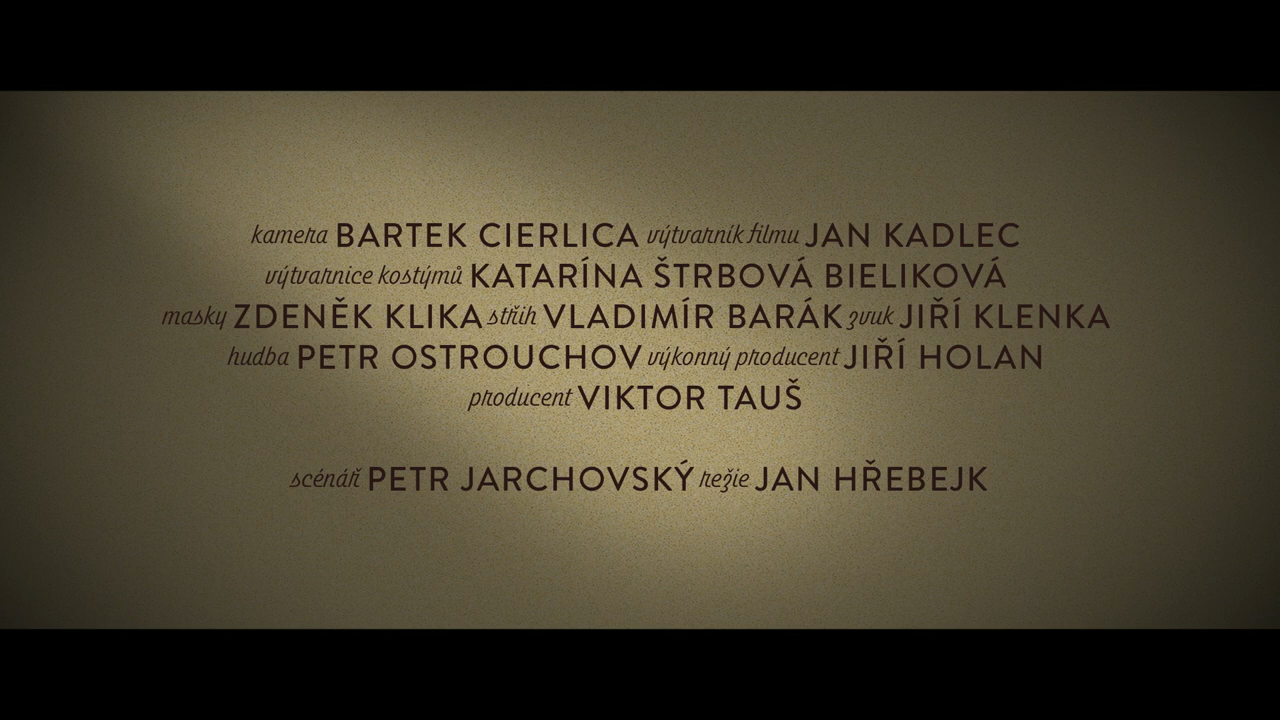 kamera BARTEK CIERLICA výtvarník filmu JAN KADLEC
výtvarnice kostýmů KATARÍNA ŠTRBOVÁ BIELIKOVÁ
masky ZDENĚK KLIKA střih VLADIMÍR BARÁK zvuk JIŘÍ KLENKA
hudba PETR OSTROUCHOV výkonný producent JIŘÍ HOLAN
producent VIKTOR TAUŠ
scénář PETR JARCHOVSKÝ režie JAN HŘEBEJK